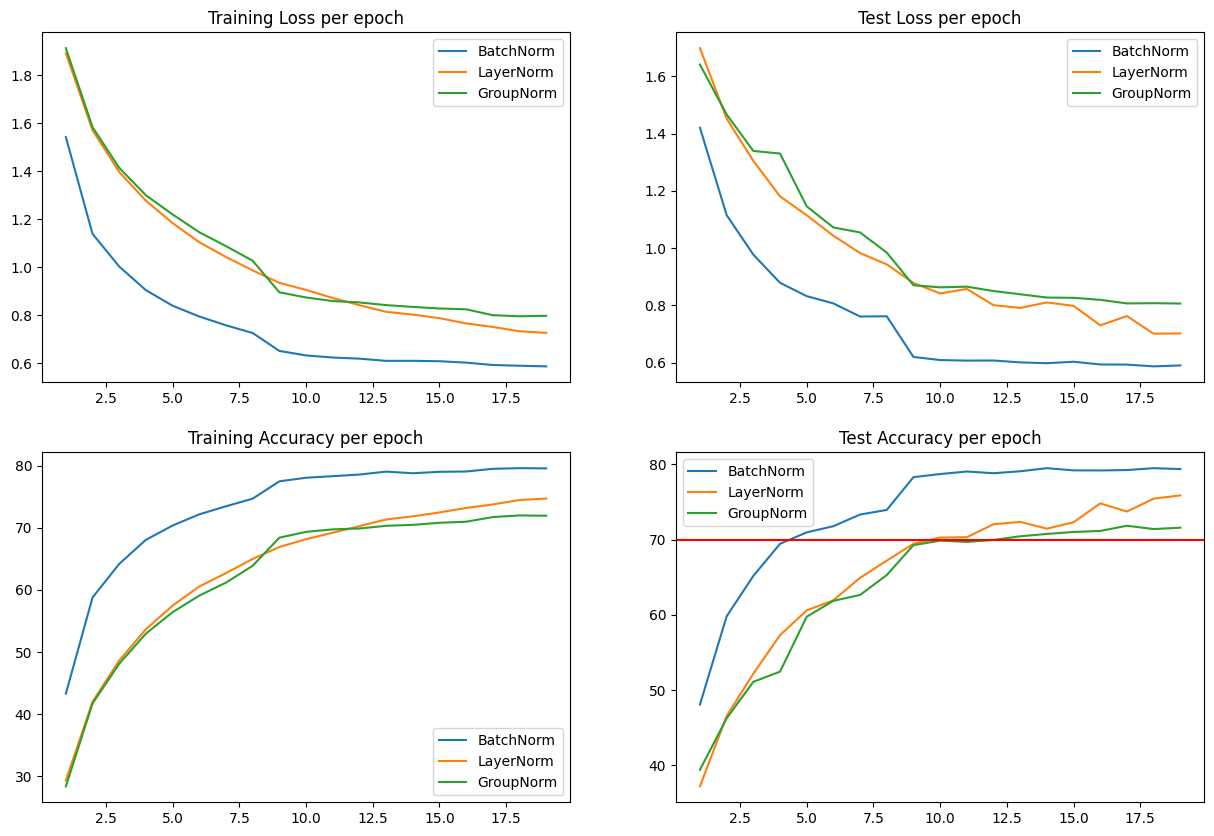 Training Loss per epoch
BatchNorm
LayerNorm
GroupNorm
1.8
1.6
1.4
1.2
1.0
0.8
0.6
2.5 5.0 7.5 10.0 12.5 15.0 17.5
Test Loss per epoch
BatchNorm
LayerNorm
GroupNorm
1.6
1.4
1.2
1.0
0.8
0.6
2.5 5.0 7.5 10.0 12.5 15.0 17.5
Training Accuracy per epoch
80
70
60
50
40
30
BatchNorm
LayerNorm
GroupNorm
2.5 5.0 7.5 10.0 12.5 15.0 17.5
Test Accuracy per epoch
BatchNorm
LayerNorm
GroupNorm
80
70
60
50
40
2.5 5.0 7.5 10.0 12.5 15.0 17.5